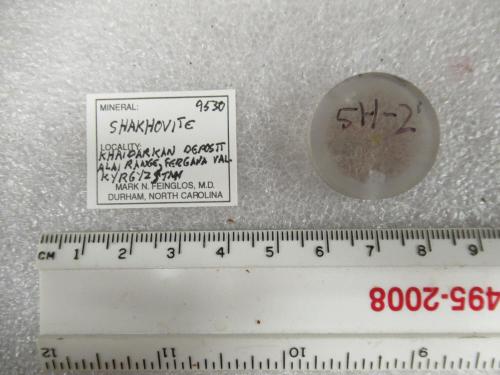 MINERAL: 9530
SHAKHOVITE
LOCALITY:
KHAIDARKAN DEPOSIT
ALAI RANGE, FERGANA VAL
KYRGYZSTAN
MARK N. FEINGLOS, M.D.
DURHAM, NORTH CAROLINA
SH-2'
CM 1 2 3 4 5 6 7 8 9
495-2008
12 11 10 9